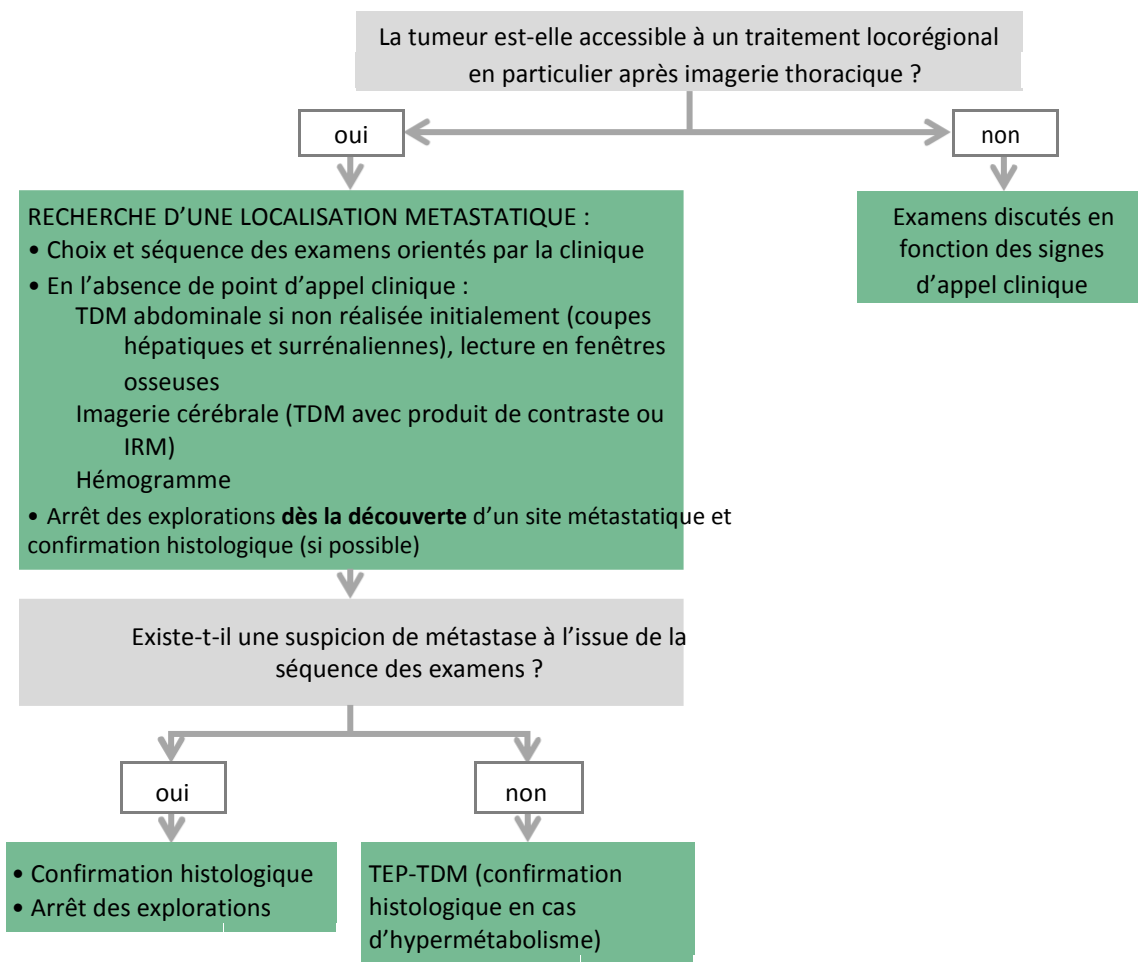 La tumeur est-elle accessible à un traitement locorégional
en particulier après imagerie thoracique ?
oui
non
RECHERCHE D’UNE LOCALISATION METASTATIQUE :
• Choix et séquence des examens orientés par la clinique
• En l’absence de point d’appel clinique :
TDM abdominale si non réalisée initialement (coupes
hépatiques et surrénaliennes), lecture en fenêtres
osseuses
Imagerie cérébrale (TDM avec produit de contraste ou
IRM)
Hémogramme
• Arrêt des explorations dès la découverte d’un site métastatique et
confirmation histologique (si possible)
Examens discutés en
fonction des signes
d’appel clinique
Existe-t-il une suspicion de métastase à l’issue de la
séquence des examens ?
oui
non
• Confirmation histologique
• Arrêt des explorations
TEP-TDM (confirmation
histologique en cas
d’hypermétabolisme)